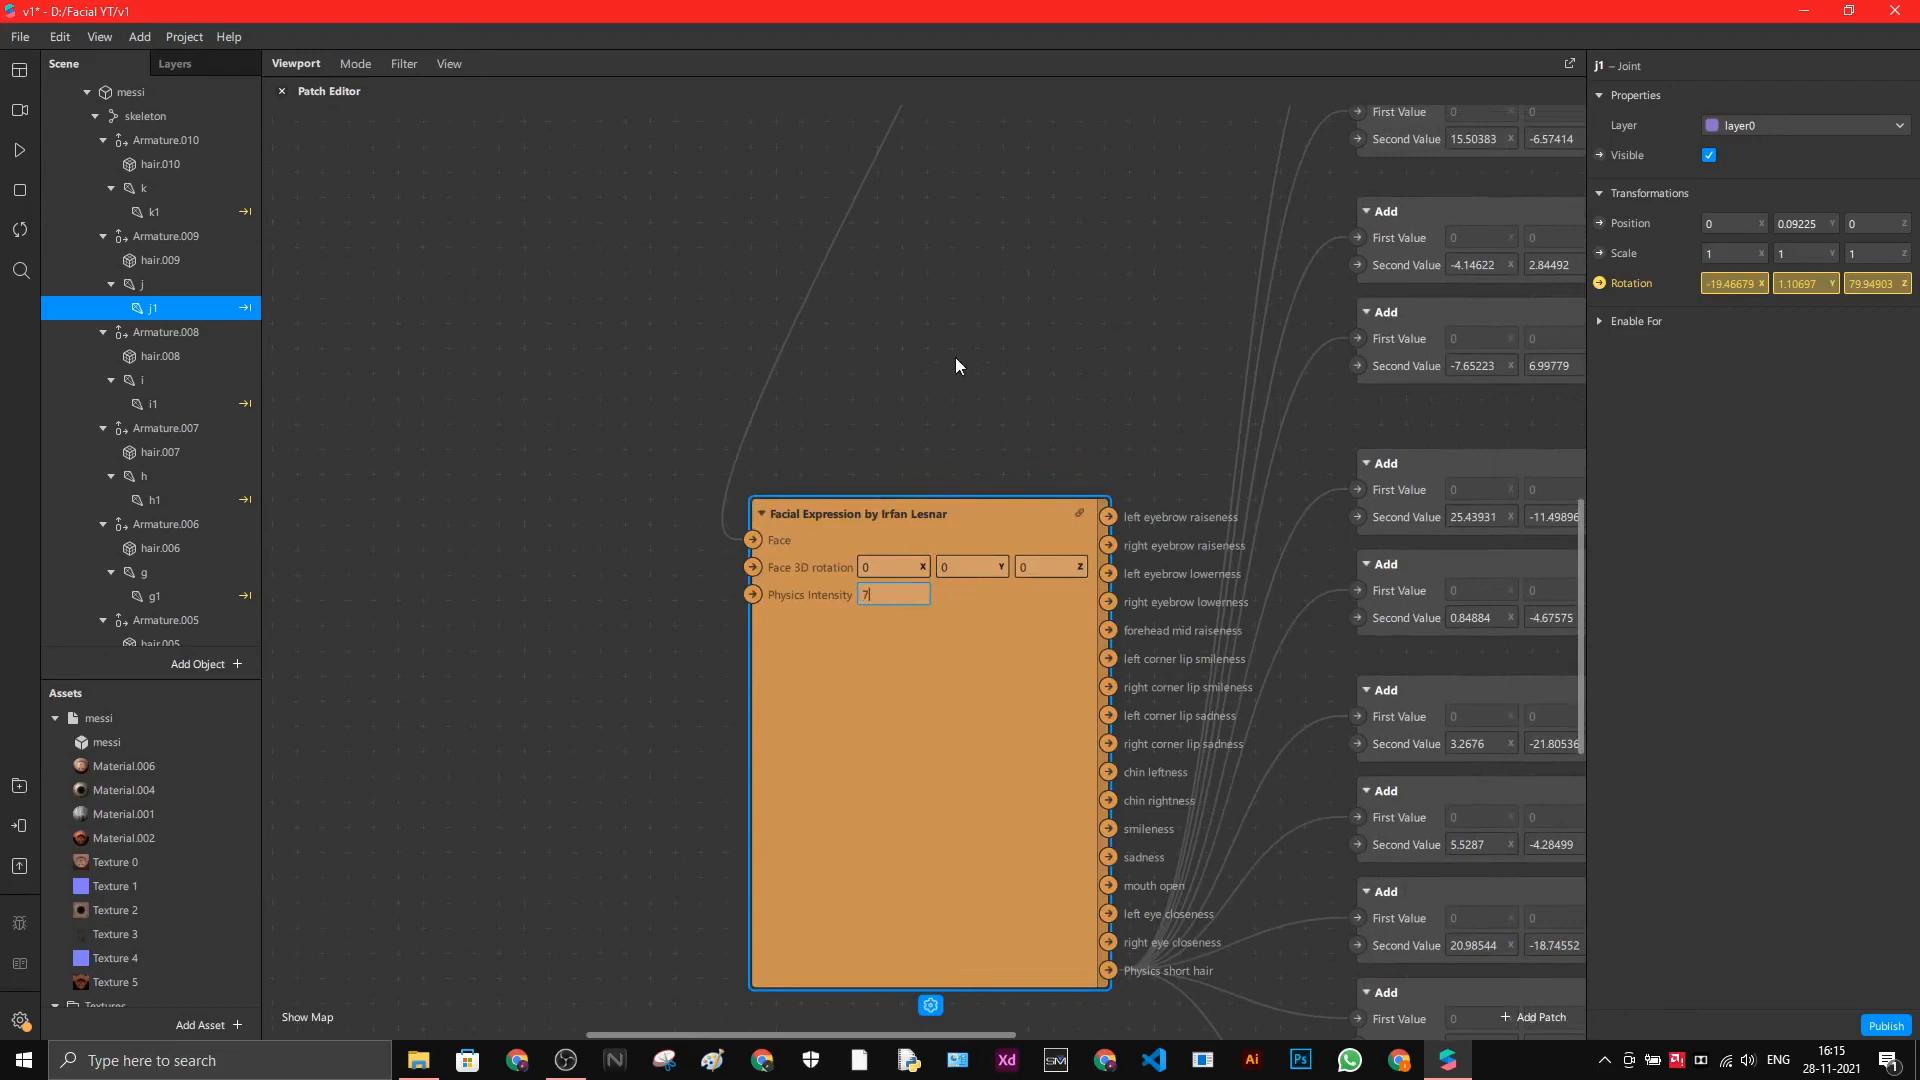 v1* - D:/Facial YT/v1
File Edit View Add Project Help
Scene Layers
messi
skeleton
Armature.010
hair.010
k
k1
Armature.009
hair.009
j
j1
Armature.008
hair.008
i
i1
Armature.007
hair.007
h
h1
Armature.006
hair.006
g
g1
Armature.005
hair.005
Add Object +
Assets
messi
messi
Material.006
Material.004
Material.001
Material.002
Texture 0
Texture 1
Texture 2
Texture 3
Texture 4
Texture 5
Textures
Add Asset +
Viewport Mode Filter View
Patch Editor
Facial Expression by Irfan Lesnar
Face
Face 3D rotation 0 X 0 Y 0 Z
Physics Intensity 7
left eyebrow raiseness
right eyebrow raiseness
left eyebrow lowerness
right eyebrow lowerness
forehead mid raiseness
left corner lip smileness
right corner lip smileness
left corner lip sadness
right corner lip sadness
chin leftness
chin rightness
smileness
sadness
mouth open
left eye closeness
right eye closeness
Physics short hair
Show Map
First Value 0 0
Second Value 15.50383 X -6.57414
Add
First Value 0 0
Second Value -4.14622 X 2.84492
Add
First Value 0 0
Second Value -7.65223 X 6.99779
Add
First Value 0 0
Second Value 25.43931 X -11.49896
Add
First Value 0 0
Second Value 0.84884 X -4.67575
Add
First Value 0 0
Second Value 3.2676 X -21.80536
Add
First Value 0 0
Second Value 5.5287 X -4.28499
Add
First Value 0 0
Second Value 20.98544 X -18.74552
Add
First Value 0
+ Add Patch
j1 – Joint
Properties
Layer layer0
Visible
Transformations
Position 0 X 0.09225 Y 0 Z
Scale 1 X 1 Y 1 Z
Rotation -19.46679 X 1.10697 Y 79.94903 Z
Enable For
Publish
Type here to search
N
Xd
SM
Ai
Ps
ENG
16:15
28-11-2021
1